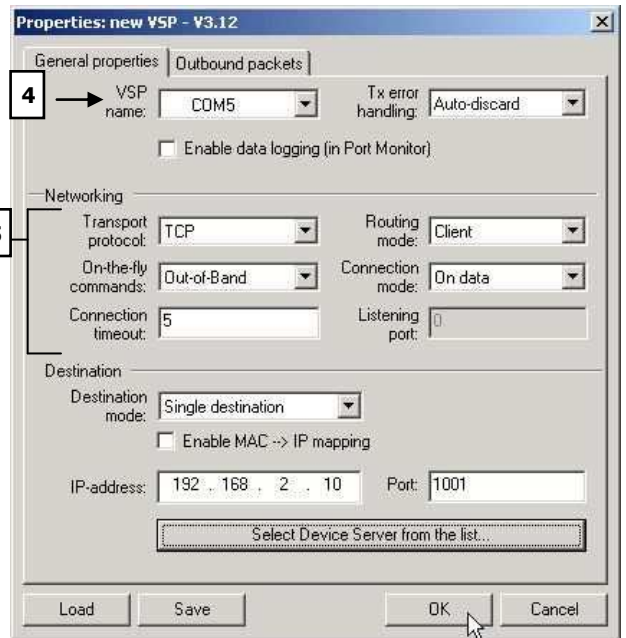 Properties: new VSP - V3.12
General properties
Outbound packets
4
VSP name:
COM5
Tx error handling:
Auto-discard
Enable data logging (in Port Monitor)
Networking
Transport protocol:
TCP
Routing mode:
Client
On-the-fly commands:
Out-of-Band
Connection mode:
On data
Connection timeout:
5
Listening port:
0
Destination
Destination mode:
Single destination
Enable MAC --> IP mapping
IP-address:
192 . 168 . 2 . 10
Port:
1001
Select Device Server from the list...
Load
Save
OK
Cancel